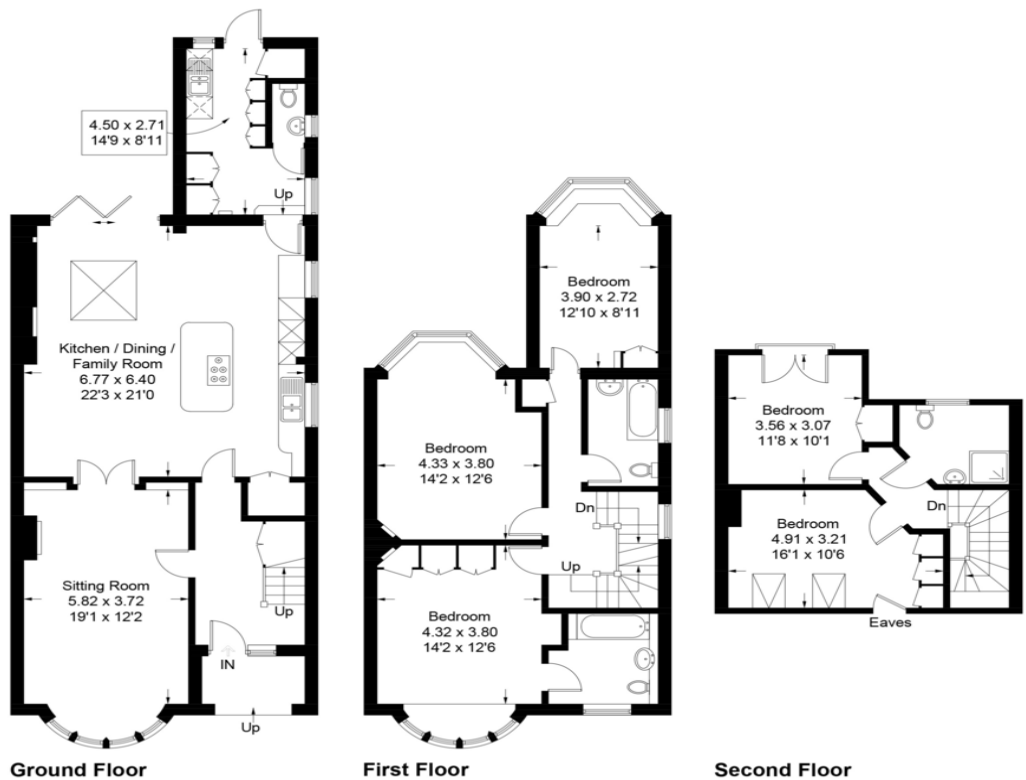 4.50 x 2.71
14'9 x 8'11
Up
Kitchen / Dining /
Family Room
6.77 x 6.40
22'3 x 21'0
Sitting Room
5.82 x 3.72
19'1 x 12'2
Up
IN
Up
Ground Floor
Bedroom
3.90 x 2.72
12'10 x 8'11
Bedroom
4.33 x 3.80
14'2 x 12'6
Dn
Up
Bedroom
4.32 x 3.80
14'2 x 12'6
First Floor
Bedroom
3.56 x 3.07
11'8 x 10'1
Dn
Bedroom
4.91 x 3.21
16'1 x 10'6
Eaves
Second Floor